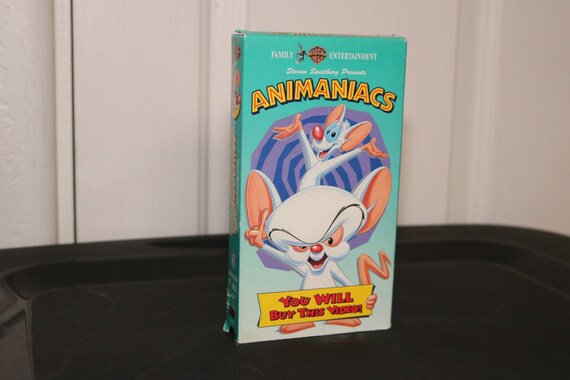 FAMILY ENTERTAINMENT
Steven Spielberg Presents
ANIMANIACS
YOU WILL
BUY THIS VIDEO!